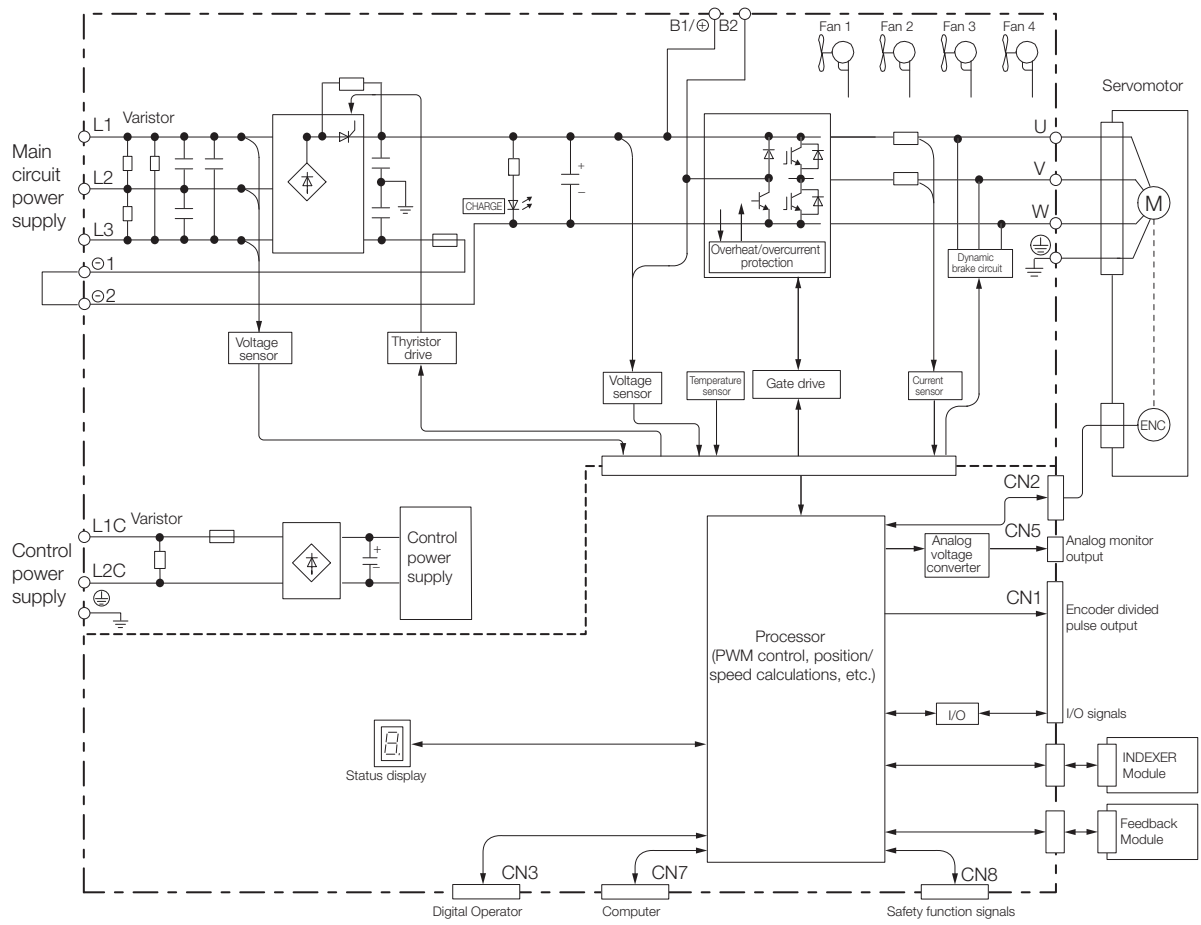 B1/⊕ B2
Fan 1 Fan 2 Fan 3 Fan 4
Servomotor
Main
circuit
power
supply
L1
Varistor
L2
L3
⊖1
⊖2
CHARGE
+
−
Overheat/overcurrent
protection
U
V
W
M
Dynamic
brake circuit
Voltage
sensor
Thyristor
drive
Voltage
sensor
Temperature
sensor
Gate drive
Current
sensor
ENC
Control
power
supply
L1C
Varistor
L2C
+
−
Control
power
supply
CN2
CN5
Analog
voltage
converter
Analog monitor
output
CN1
Encoder divided
pulse output
Processor
(PWM control, position/
speed calculations, etc.)
I/O
I/O signals
8.
Status display
INDEXER
Module
Feedback
Module
CN3
CN7
CN8
Digital Operator
Computer
Safety function signals